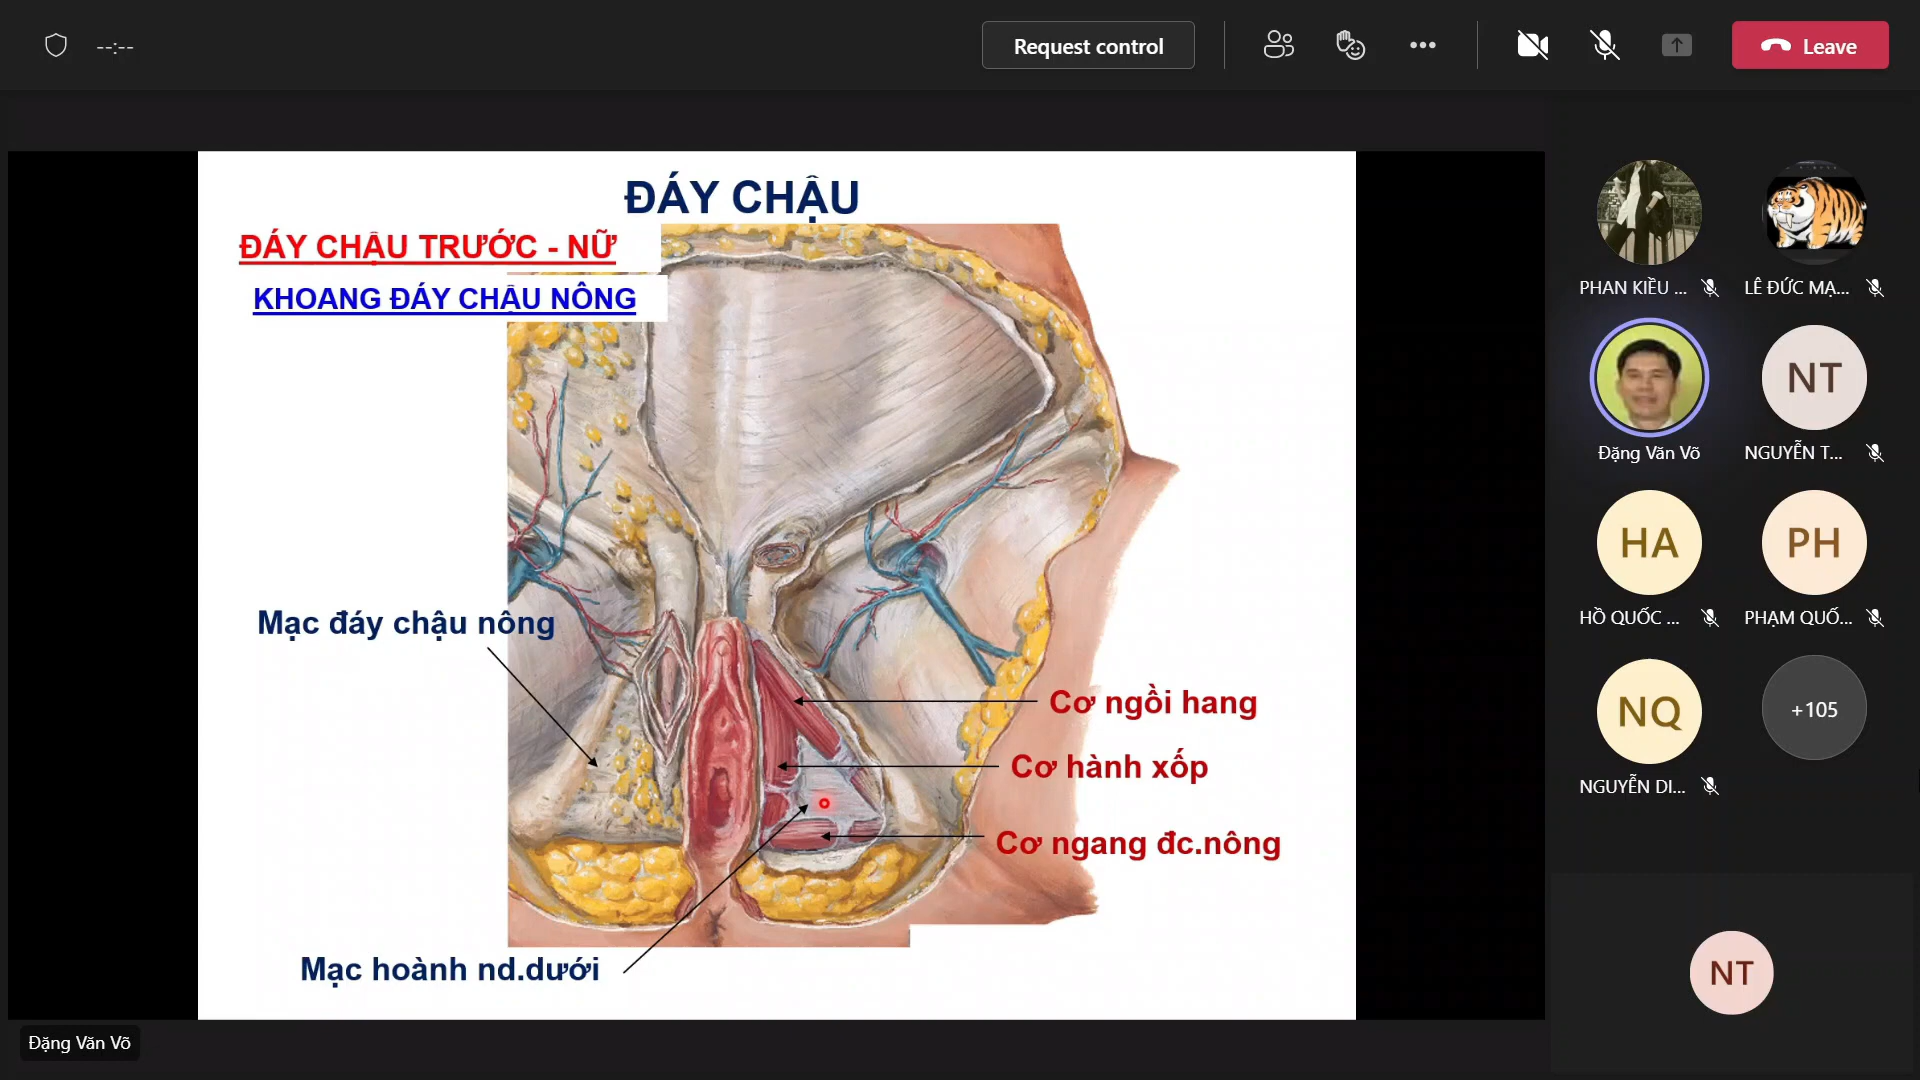 --:--
Request control
Leave
ĐÁY CHẬU
ĐÁY CHẬU TRƯỚC - NỮ
KHOANG ĐÁY CHẬU NÔNG
Mạc đáy chậu nông
Cơ ngồi hang
Cơ hành xốp
Cơ ngang đc.nông
Mạc hoành nd.dưới
PHAN KIỀU ...
LÊ ĐỨC MẠ...
Đặng Văn Võ
NT
NGUYỄN T...
HA
HỒ QUỐC ...
PH
PHẠM QUỐ...
NQ
NGUYỄN DI...
+105
NT
Đặng Văn Võ